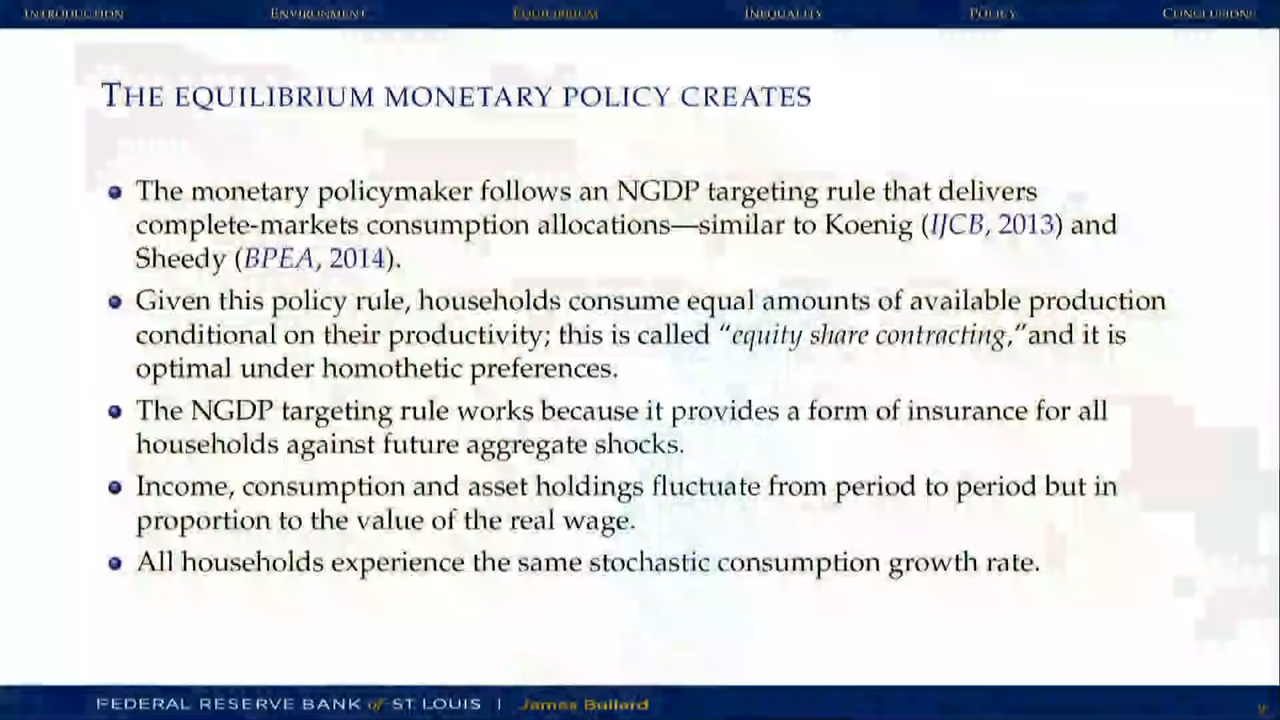 INTRODUCTION ENVIRONMENT EQUILIBRIUM INEQUALITY POLICY CONCLUSIONS
THE EQUILIBRIUM MONETARY POLICY CREATES
The monetary policymaker follows an NGDP targeting rule that delivers
complete-markets consumption allocations—similar to Koenig (IJCB, 2013) and
Sheedy (BPEA, 2014).
Given this policy rule, households consume equal amounts of available production
conditional on their productivity; this is called “equity share contracting,”and it is
optimal under homothetic preferences.
The NGDP targeting rule works because it provides a form of insurance for all
households against future aggregate shocks.
Income, consumption and asset holdings fluctuate from period to period but in
proportion to the value of the real wage.
All households experience the same stochastic consumption growth rate.
FEDERAL RESERVE BANK of ST. LOUIS | James Bullard